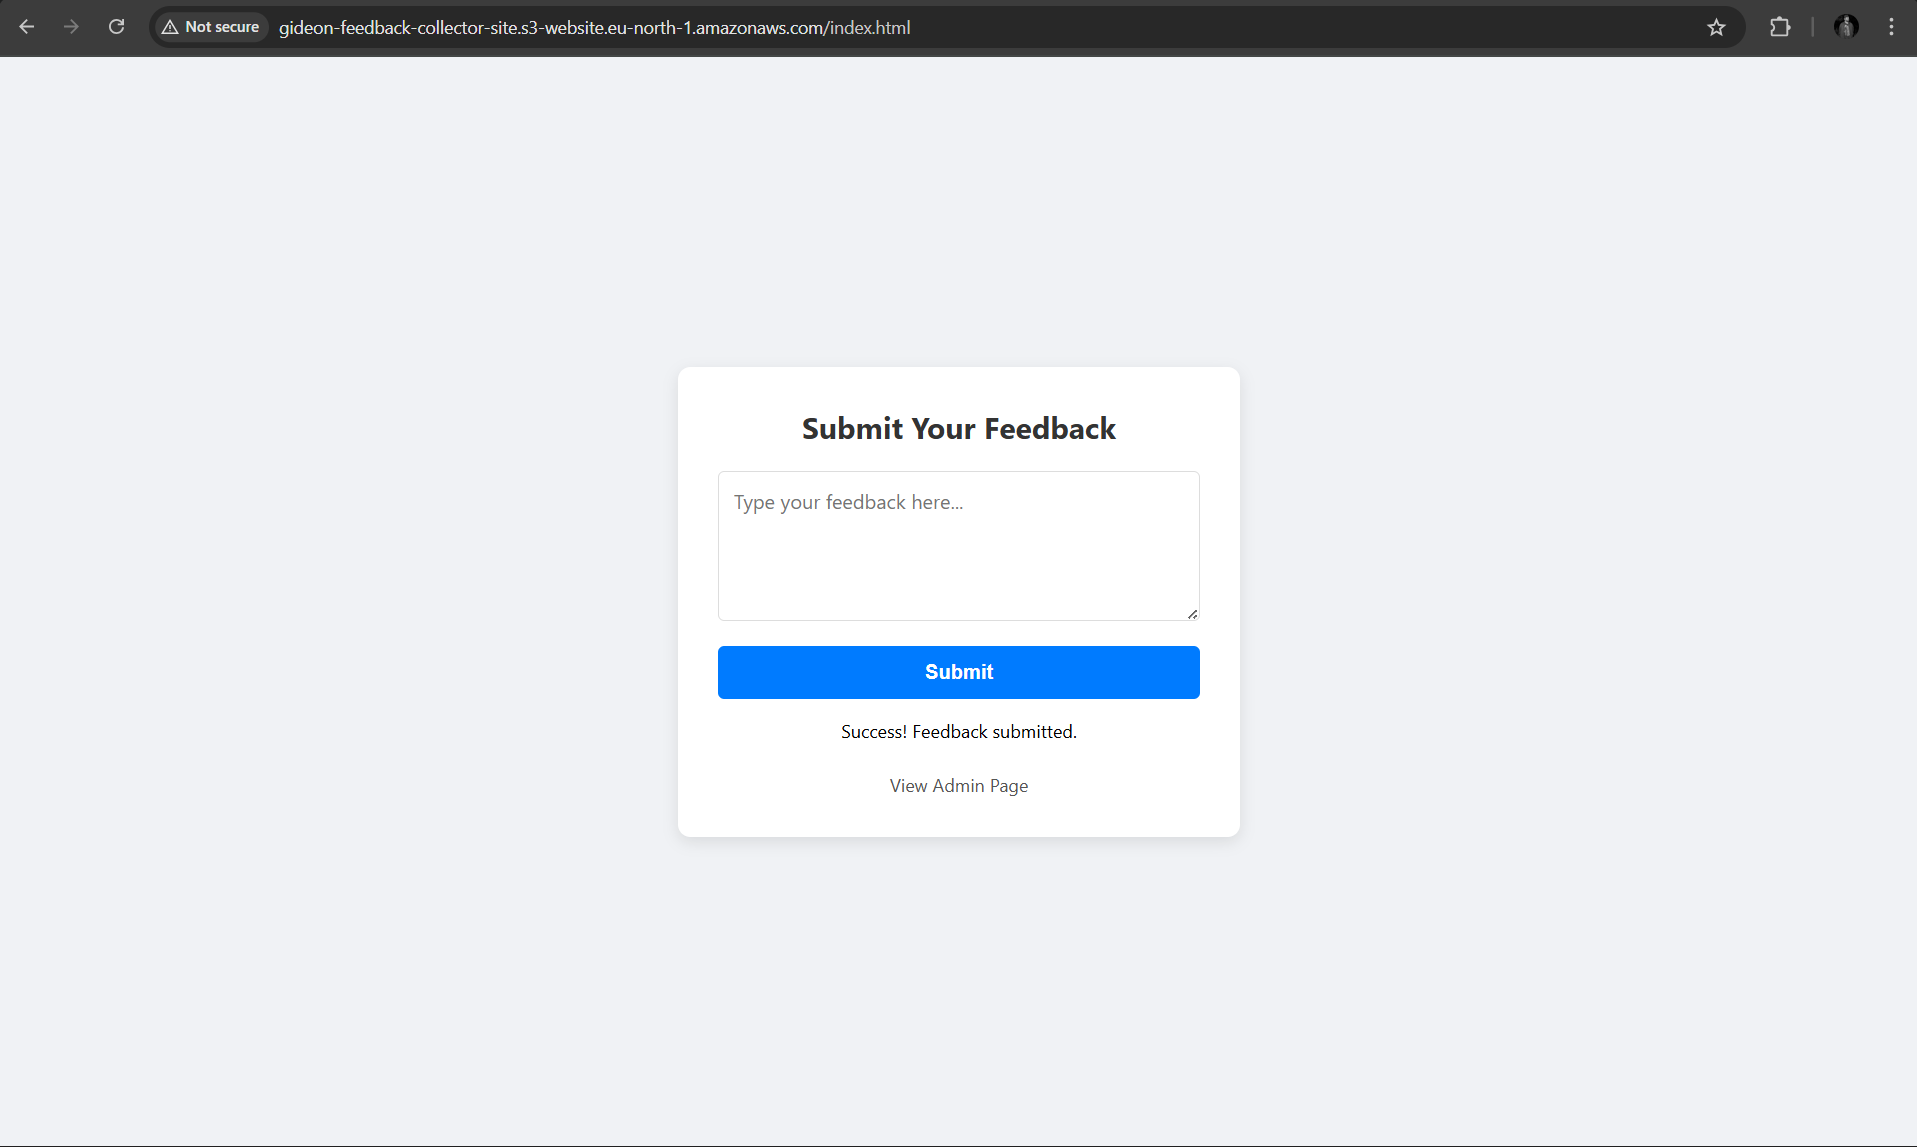 Not secure gideon-feedback-collector-site.s3-website.eu-north-1.amazonaws.com/index.html
Submit Your Feedback
Type your feedback here...
Submit
Success! Feedback submitted.
View Admin Page